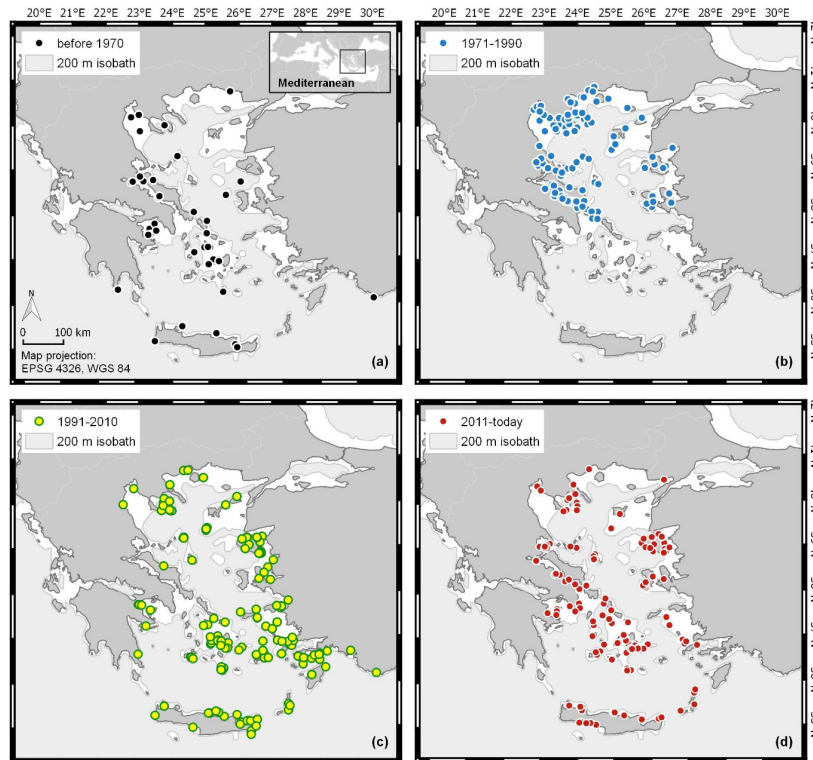 20°E 21°E 22°E 23°E 24°E 25°E 26°E 27°E 28°E 29°E 30°E
20°E 21°E 22°E 23°E 24°E 25°E 26°E 27°E 28°E 29°E 30°E
before 1970
200 m isobath
Mediterranean
N
0 100 km
Map projection:
EPSG 4326, WGS 84
(a)
1971-1990
200 m isobath
(b)
1991-2010
200 m isobath
(c)
2011-today
200 m isobath
(d)